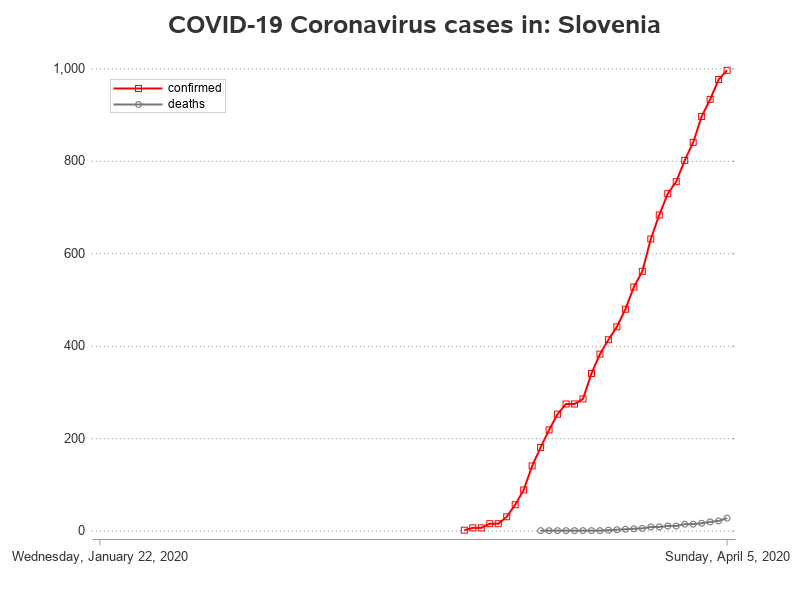 COVID-19 Coronavirus cases in: Slovenia
1,000
confirmed
deaths
800
600
400
200
0
Wednesday, January 22, 2020
Sunday, April 5, 2020